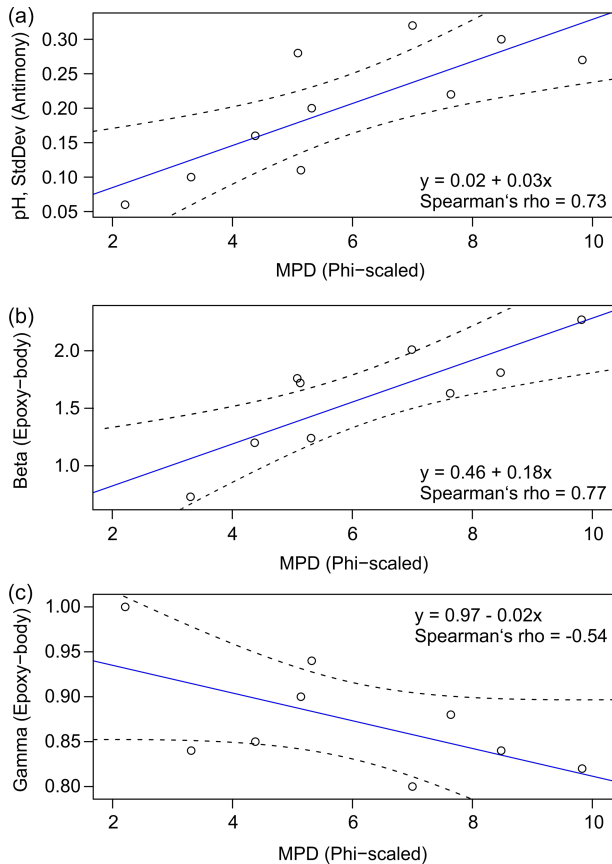 (a)
pH, StdDev (Antimony)
0.30
0.25
0.20
0.15
0.10
0.05
y = 0.02 + 0.03x
Spearman‘s rho = 0.73
2 4 6 8 10
MPD (Phi−scaled)
(b)
Beta (Epoxy−body)
2.0
1.5
1.0
y = 0.46 + 0.18x
Spearman‘s rho = 0.77
2 4 6 8 10
MPD (Phi−scaled)
(c)
Gamma (Epoxy−body)
1.00
0.95
0.90
0.85
0.80
y = 0.97 - 0.02x
Spearman‘s rho = -0.54
2 4 6 8 10
MPD (Phi−scaled)